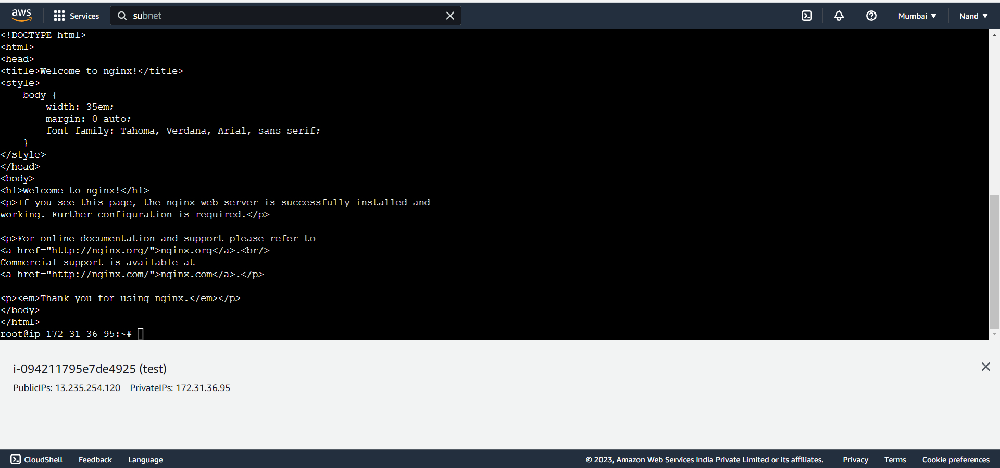 aws Services subnet Mumbai ▼ Nand ▼
<!DOCTYPE html>
<html>
<head>
<title>Welcome to nginx!</title>
<style>
    body {
        width: 35em;
        margin: 0 auto;
        font-family: Tahoma, Verdana, Arial, sans-serif;
    }
</style>
</head>
<body>
<h1>Welcome to nginx!</h1>
<p>If you see this page, the nginx web server is successfully installed and
working. Further configuration is required.</p>

<p>For online documentation and support please refer to
<a href="http://nginx.org/">nginx.org</a>.<br/>
Commercial support is available at
<a href="http://nginx.com/">nginx.com</a>.</p>

<p><em>Thank you for using nginx.</em></p>
</body>
</html>
root@ip-172-31-36-95:~#
i-094211795e7de4925 (test)
PublicIPs: 13.235.254.120 PrivateIPs: 172.31.36.95
CloudShell Feedback Language © 2023, Amazon Web Services India Private Limited or its affiliates. Privacy Terms Cookie preferences